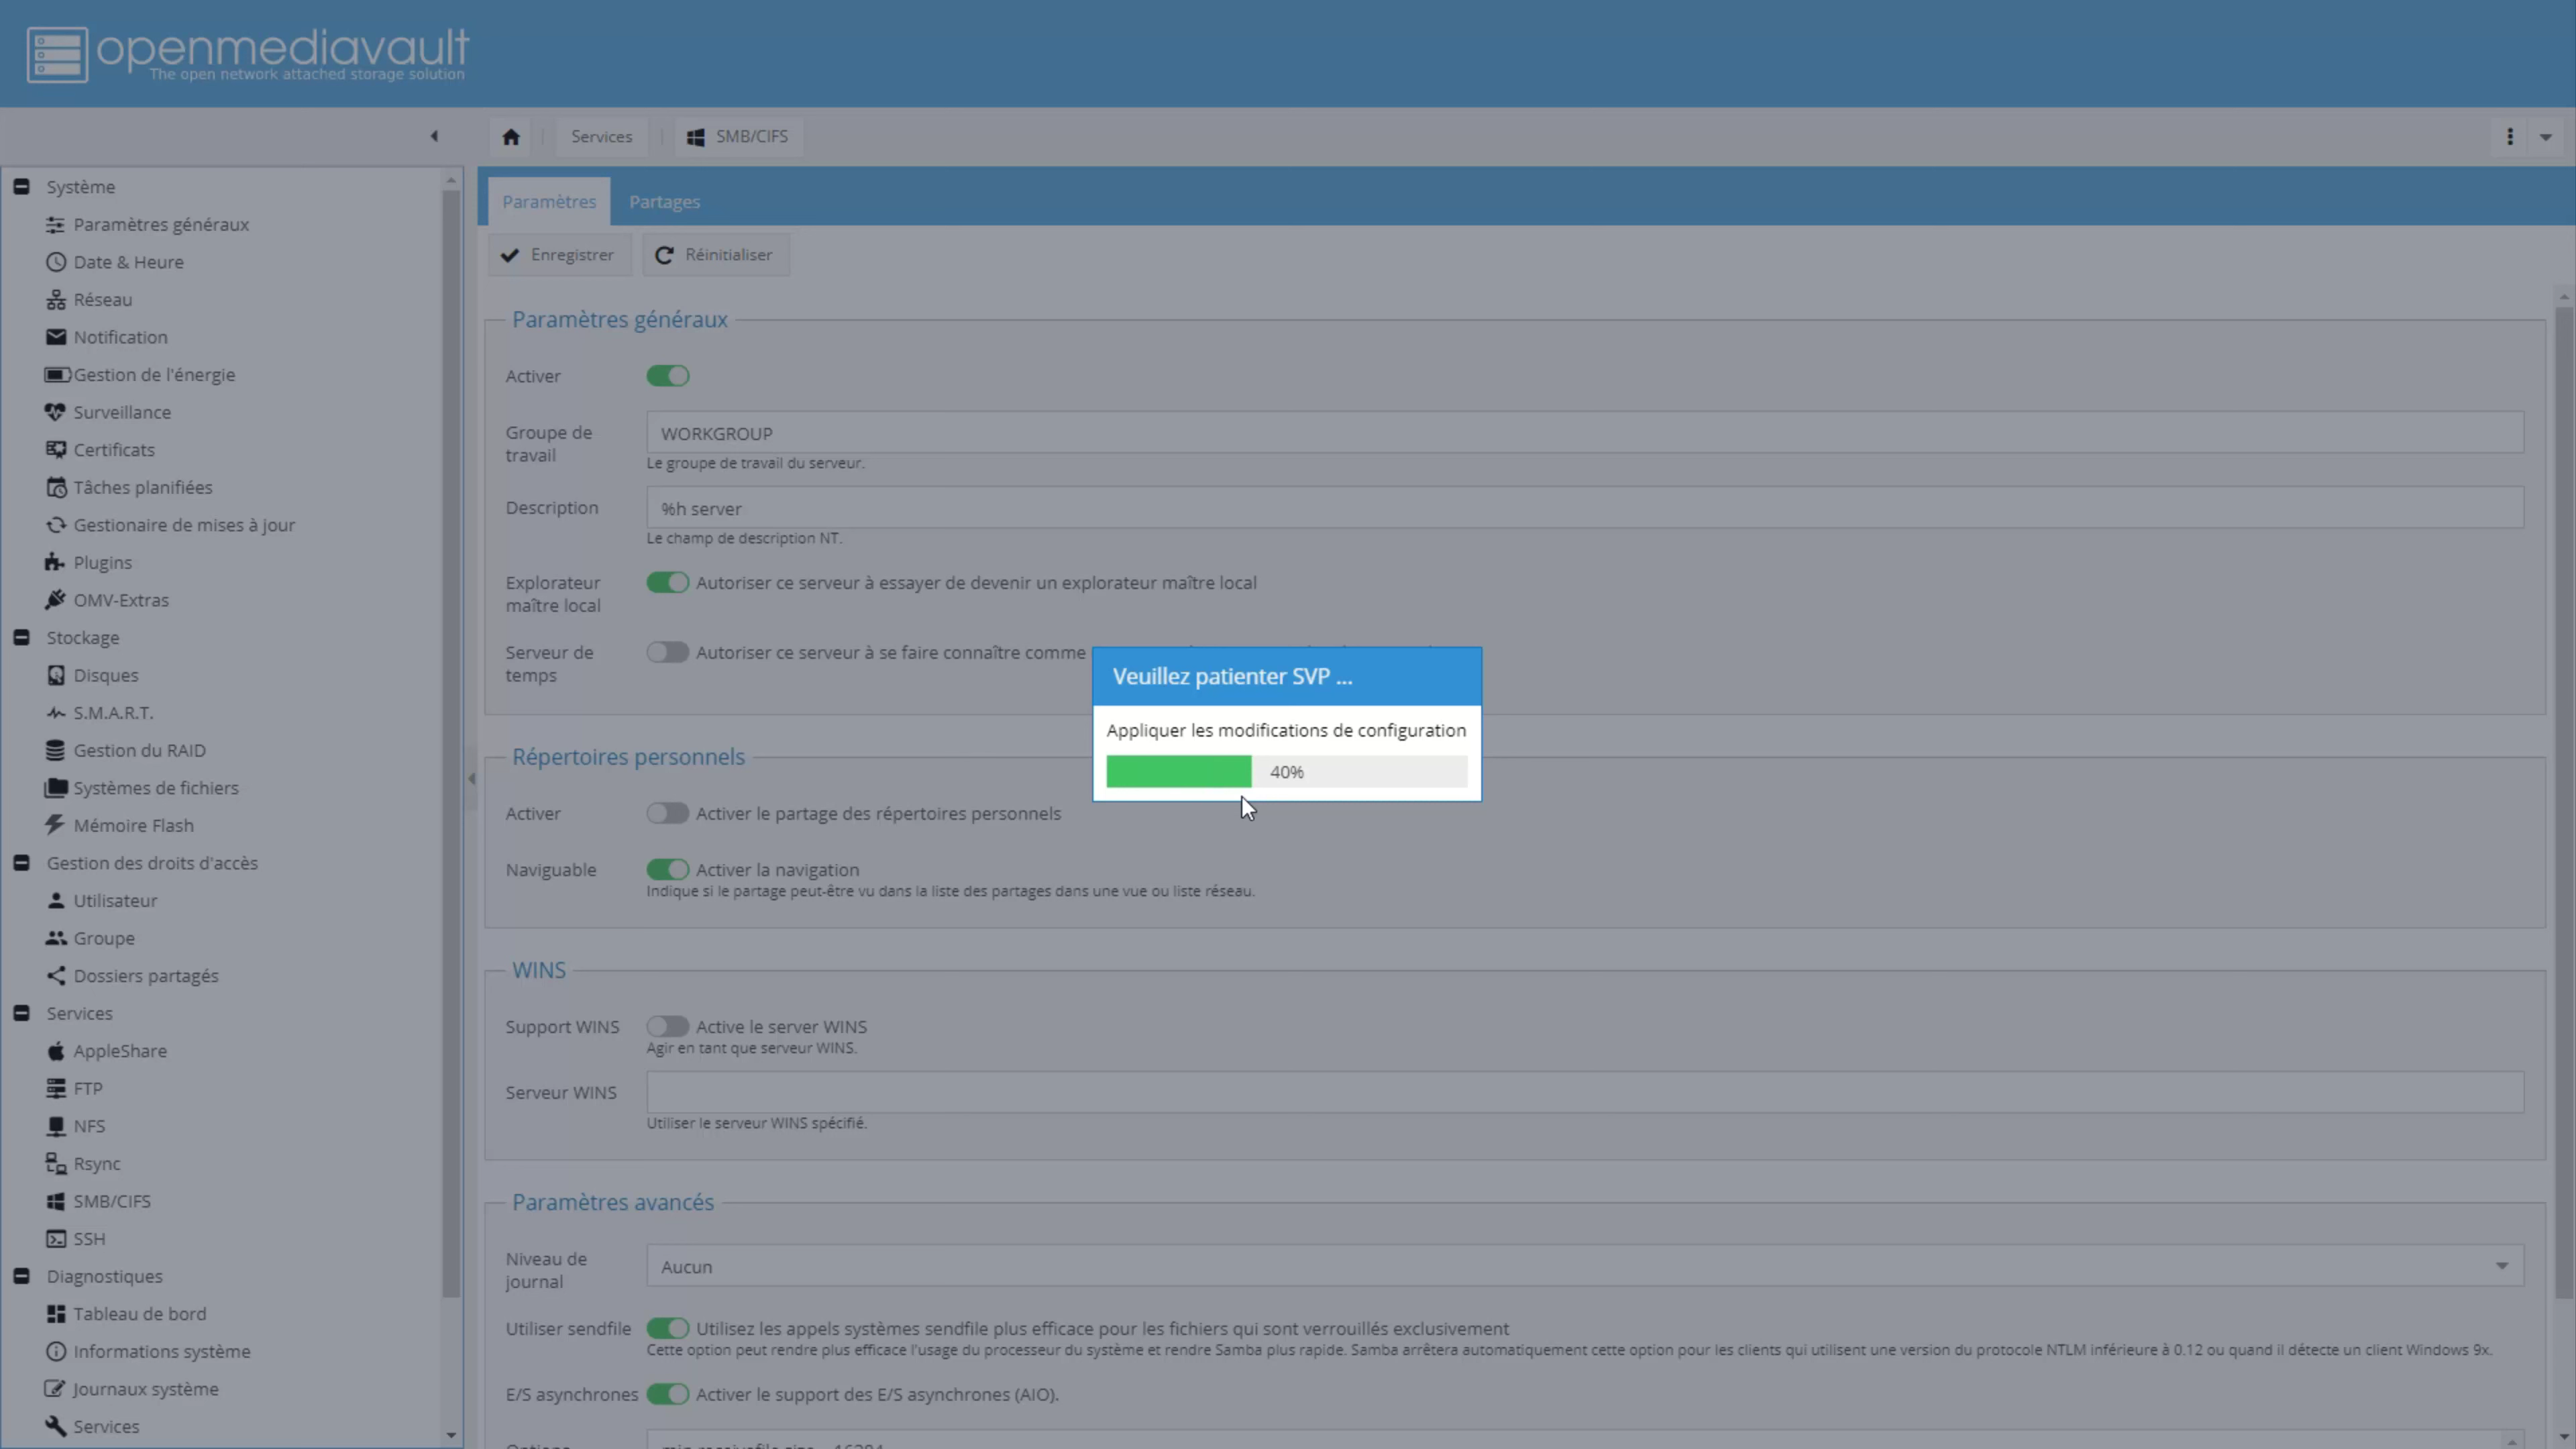 openmediavault
The open network attached storage solution
Services
SMB/CIFS
Système
Paramètres généraux
Date & Heure
Réseau
Notification
Gestion de l'énergie
Surveillance
Certificats
Tâches planifiées
Gestionaire de mises à jour
Plugins
OMV-Extras
Stockage
Disques
S.M.A.R.T.
Gestion du RAID
Systèmes de fichiers
Mémoire Flash
Gestion des droits d'accès
Utilisateur
Groupe
Dossiers partagés
Services
AppleShare
FTP
NFS
Rsync
SMB/CIFS
SSH
Diagnostiques
Tableau de bord
Informations système
Journaux système
Services
Paramètres
Partages
Enregistrer
Réinitialiser
Paramètres généraux
Activer
Groupe de
travail
WORKGROUP
Le groupe de travail du serveur.
Description
%h server
Le champ de description NT.
Explorateur
maître local
Autoriser ce serveur à essayer de devenir un explorateur maître local
Serveur de
temps
Autoriser ce serveur à se faire connaître comme
Veuillez patienter SVP ...
Appliquer les modifications de configuration
40%
Répertoires personnels
Activer
Activer le partage des répertoires personnels
Naviguable
Activer la navigation
Indique si le partage peut-être vu dans la liste des partages dans une vue ou liste réseau.
WINS
Support WINS
Active le server WINS
Agir en tant que serveur WINS.
Serveur WINS
Utiliser le serveur WINS spécifié.
Paramètres avancés
Niveau de
journal
Aucun
Utiliser sendfile
Utilisez les appels systèmes sendfile plus efficace pour les fichiers qui sont verrouillés exclusivement
Cette option peut rendre plus efficace l'usage du processeur du système et rendre Samba plus rapide. Samba arrêtera automatiquement cette option pour les clients qui utilisent une version du protocole NTLM inférieure à 0.12 ou quand il détecte un client Windows 9x.
E/S asynchrones
Activer le support des E/S asynchrones (AIO).